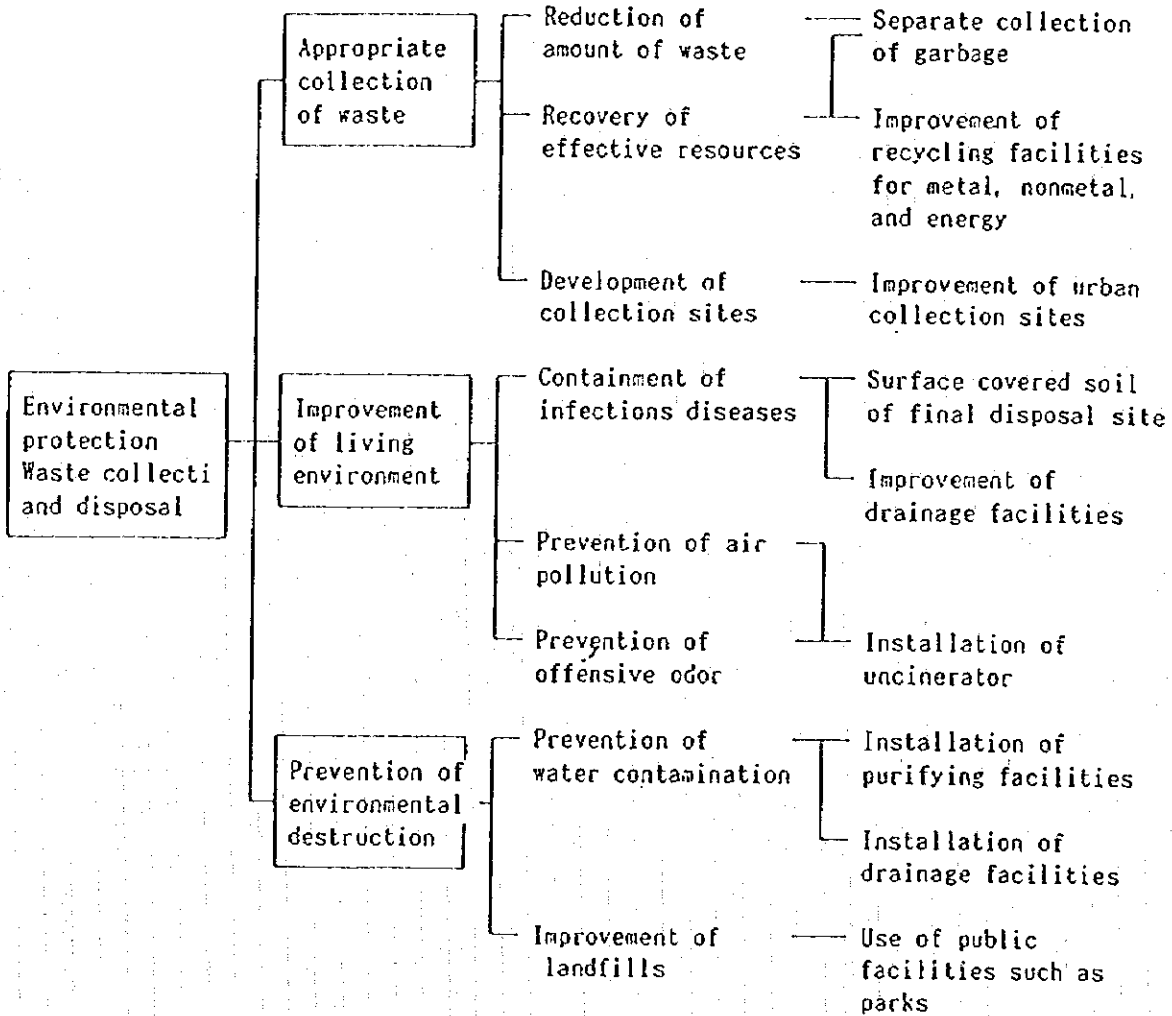 Appropriate
collection
of waste
Reduction of
amount of waste
Separate collection
of garbage
Recovery of
effective resources
Improvement of
recycling facilities
for metal, nonmetal,
and energy
Development of
collection sites
Improvement of urban
collection sites
Environmental
protection
Waste collecti
and disposal
Improvement
of living
environment
Containment of
infections diseases
Surface covered soil
of final disposal site
Improvement of
drainage facilities
Prevention of air
pollution
Prevention of
offensive odor
Installation of
uncinerator
Prevention of
environmental
destruction
Prevention of
water contamination
Installation of
purifying facilities
Installation of
drainage facilities
Improvement of
landfills
Use of public
facilities such as
parks